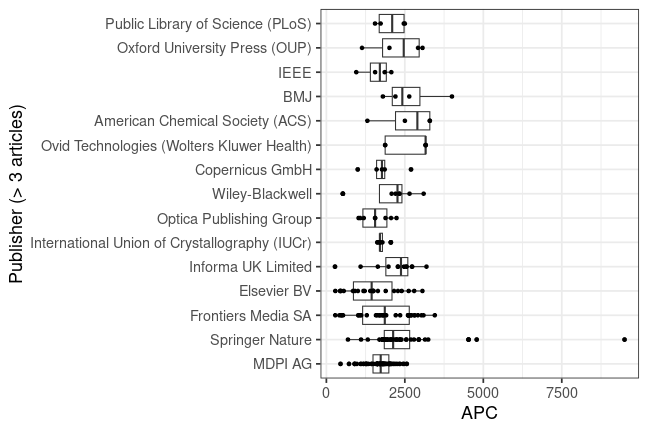 Public Library of Science (PLoS)
Oxford University Press (OUP)
IEEE
BMJ
American Chemical Society (ACS)
Ovid Technologies (Wolters Kluwer Health)
Copernicus GmbH
Wiley-Blackwell
Optica Publishing Group
International Union of Crystallography (IUCr)
Informa UK Limited
Elsevier BV
Frontiers Media SA
Springer Nature
MDPI AG
Publisher (> 3 articles)
0 2500 5000 7500
APC